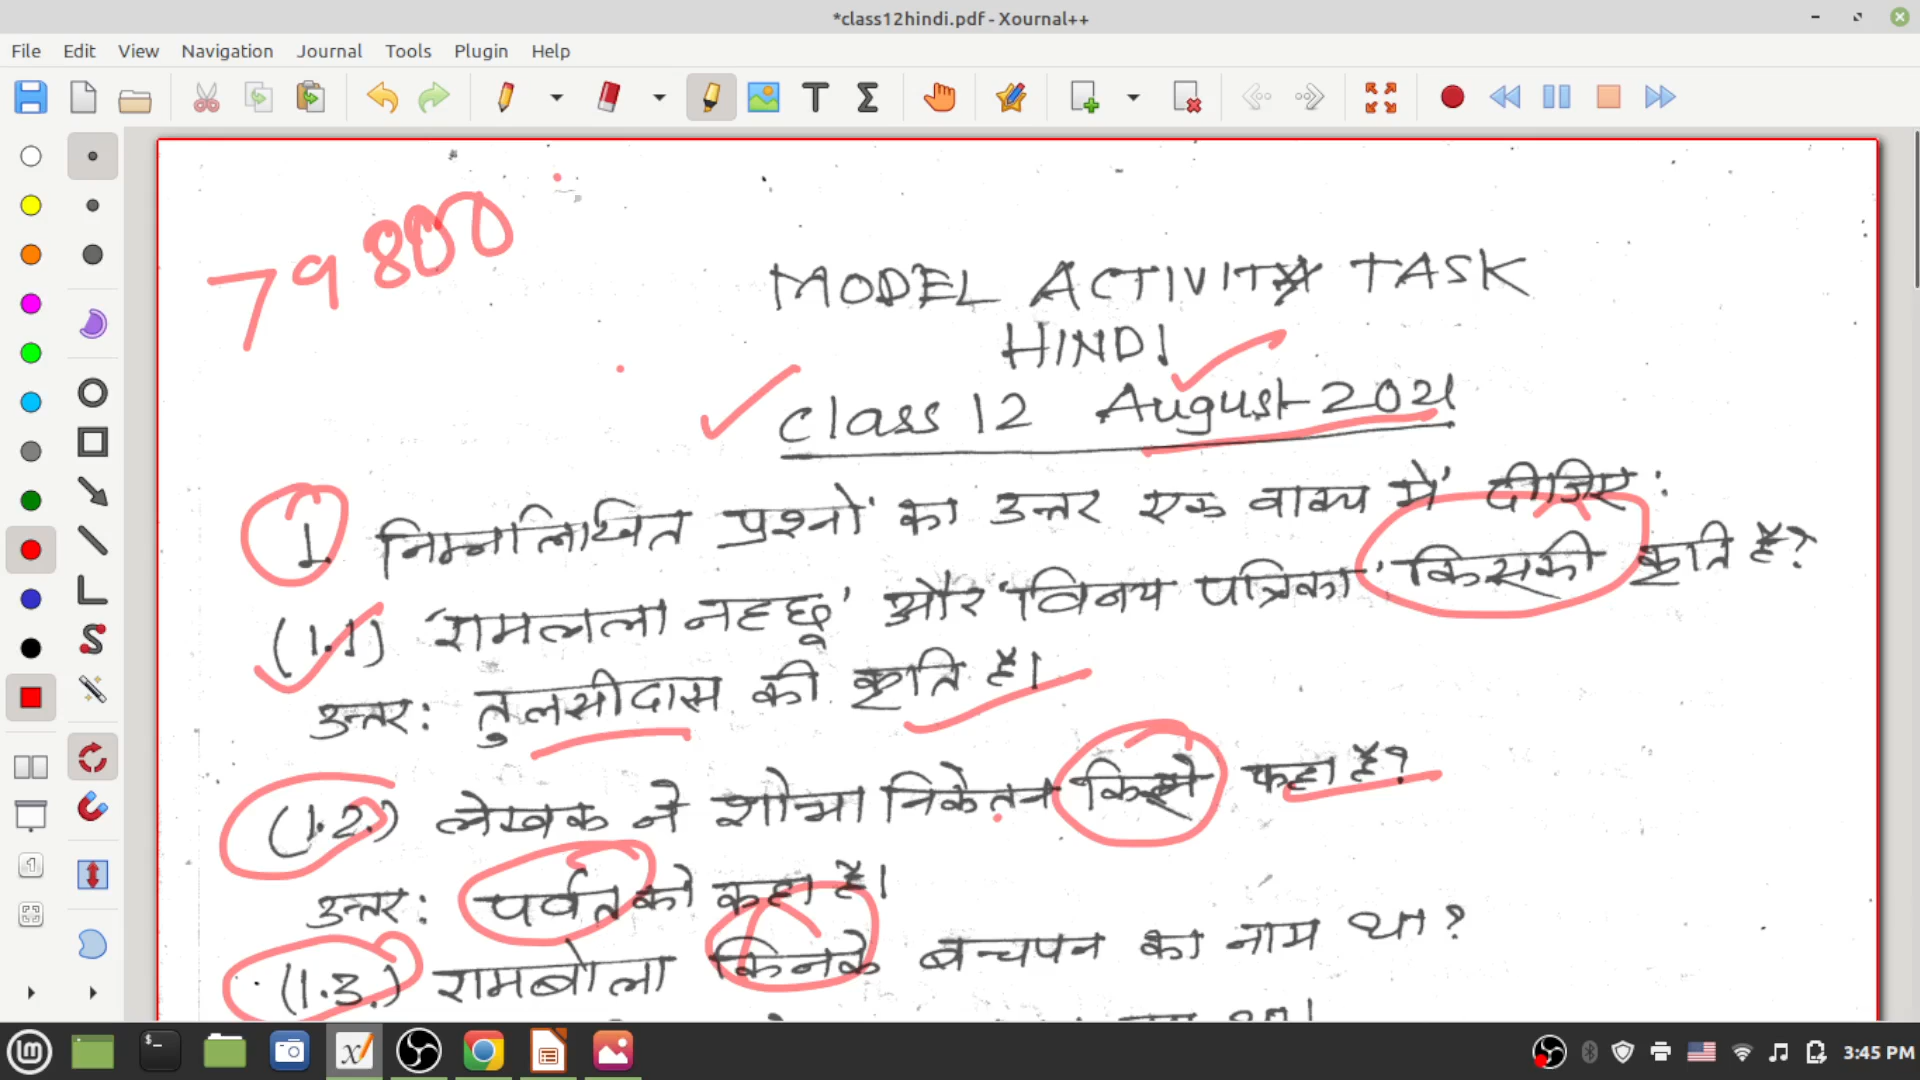 *class12hindi.pdf - Xournal++
File Edit View Navigation Journal Tools Plugin Help
79800
MODEL ACTIVITY TASK
HINDI
Class 12 August-2021
1. निम्नलिखित प्रश्नों का उत्तर एक वाक्य में दीजिए:
(1.1) 'रामलला नहछू' और 'विनय पत्रिका' किसकी कृति है?
उत्तर: तुलसीदास की कृति है।
(1.2.) लेखक ने शोभा निकेतन किसे कहा है?
उत्तर: पर्वत को कहा है।
(1.3.) रामबोला किनके बचपन का नाम था?
3:45 PM